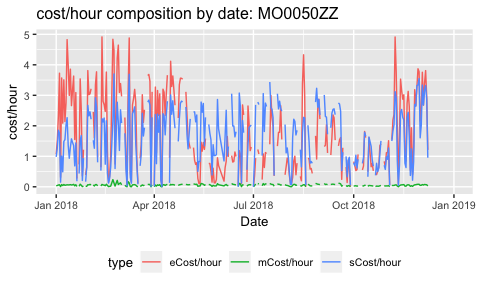 cost/hour composition by date: MO0050ZZ
cost/hour
5
4
3
2
1
0
Jan 2018 Apr 2018 Jul 2018 Oct 2018 Jan 2019
Date
type eCost/hour mCost/hour sCost/hour